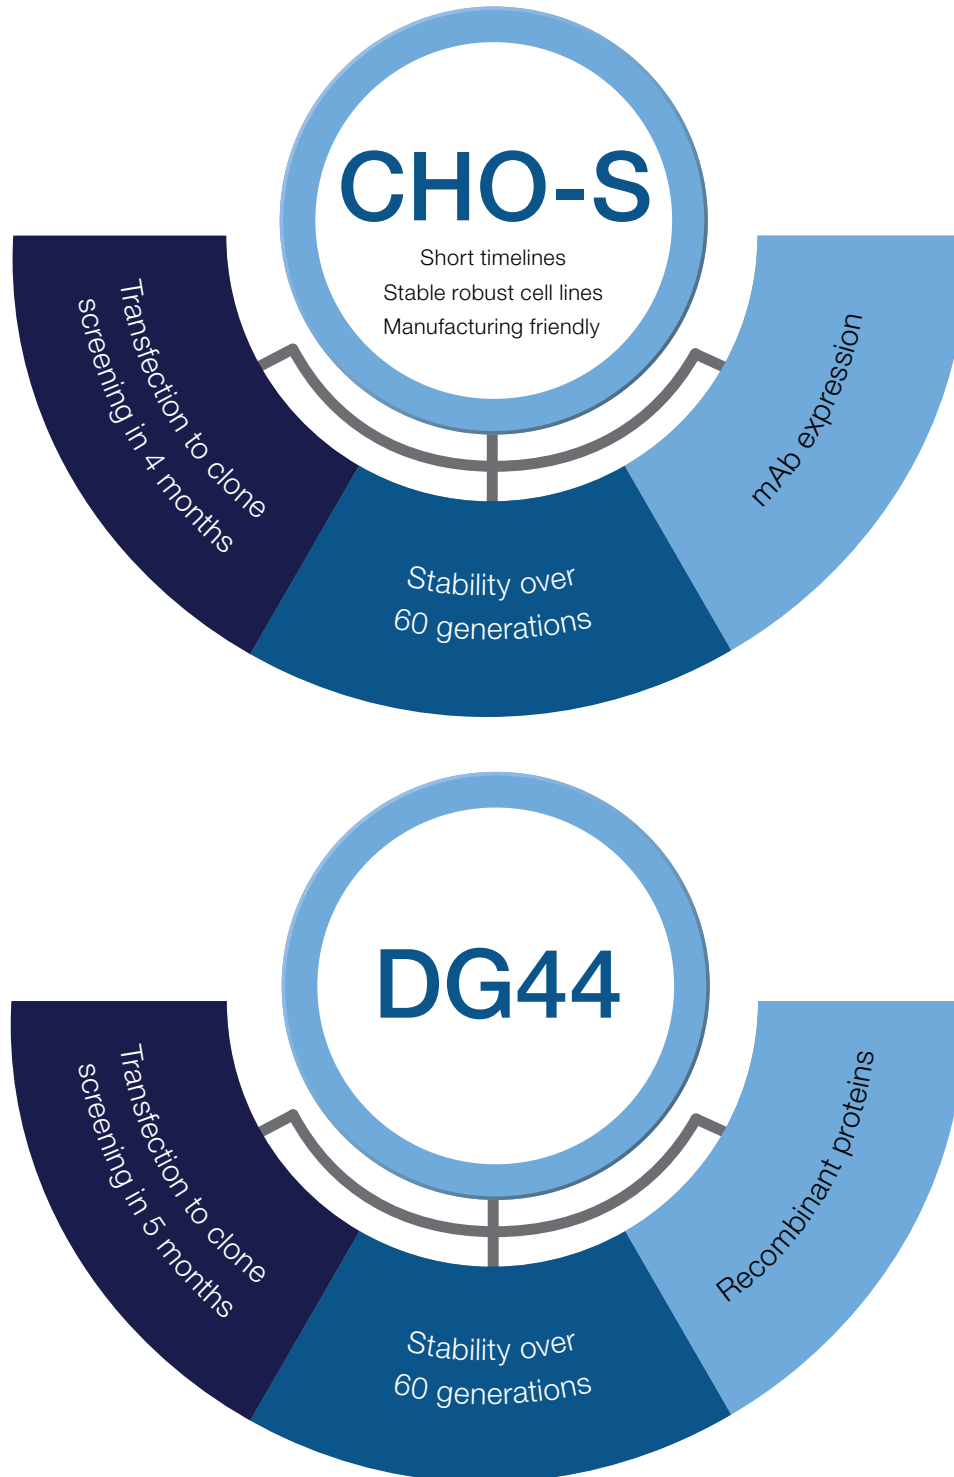 CHO-S
Short timelines
Stable robust cell lines
Manufacturing friendly
Transfection to clone
screening in 4 months
Stability over
60 generations
mAb expression
DG44
Transfection to clone
screening in 5 months
Stability over
60 generations
Recombinant proteins